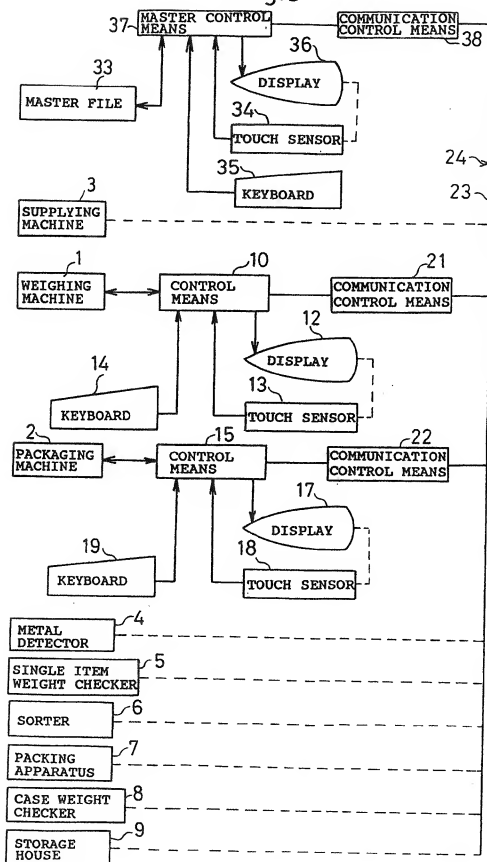 MASTER CONTROL
MEANS
37
COMMUNICATION
CONTROL MEANS
38
36
DISPLAY
33
MASTER FILE
34
TOUCH SENSOR
35
KEYBOARD
24
23
3
SUPPLYING
MACHINE
1
WEIGHING
MACHINE
10
CONTROL
MEANS
21
COMMUNICATION
CONTROL MEANS
12
DISPLAY
14
KEYBOARD
13
TOUCH SENSOR
2
PACKAGING
MACHINE
15
CONTROL
MEANS
22
COMMUNICATION
CONTROL MEANS
17
DISPLAY
19
KEYBOARD
18
TOUCH SENSOR
4
METAL
DETECTOR
5
SINGLE ITEM
WEIGHT CHECKER
6
SORTER
7
PACKING
APPARATUS
8
CASE WEIGHT
CHECKER
9
STORAGE
HOUSE